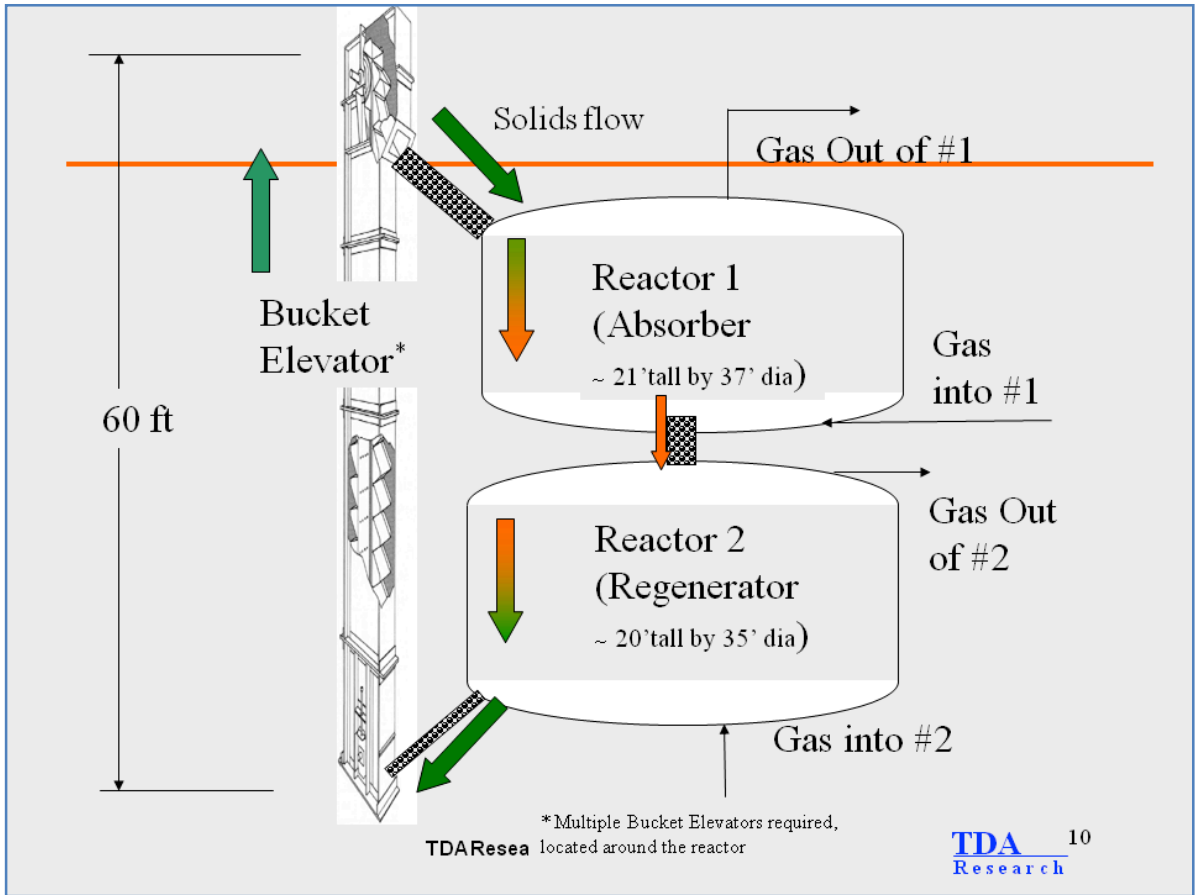 Solids flow
Gas Out of #1
Reactor 1
(Absorber
~ 21'tall by 37' dia)
Bucket
Elevator*
Gas
into #1
60 ft
Gas Out
of #2
Reactor 2
(Regenerator
~ 20'tall by 35' dia)
Gas into #2
* Multiple Bucket Elevators required,
located around the reactor
TDA Resea
TDA
Research
10